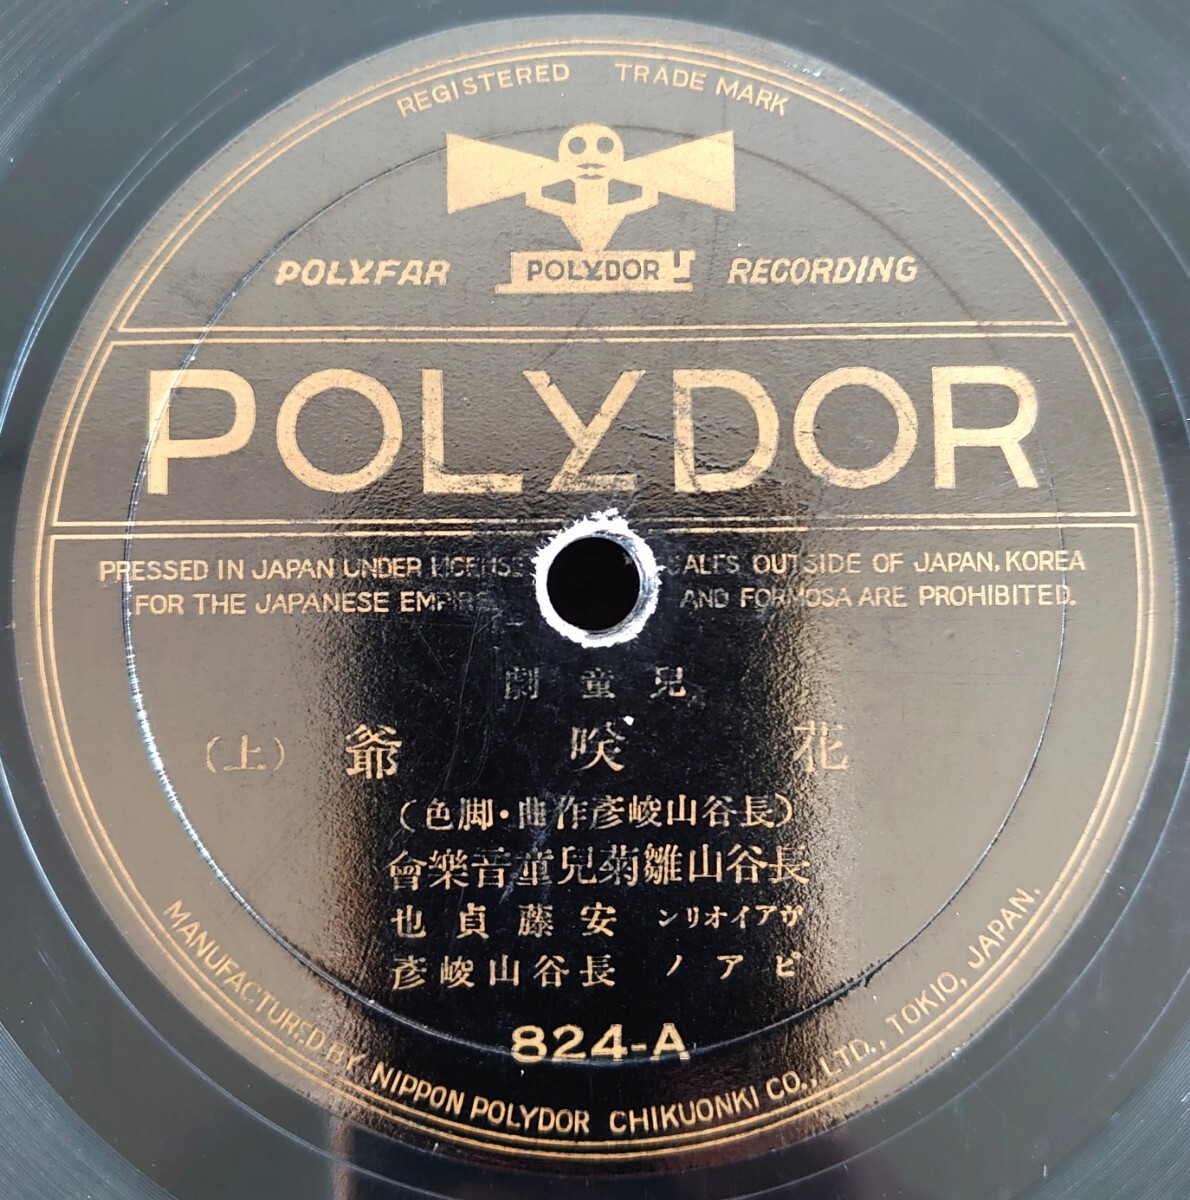 REGISTERED TRADE MARK
POLYFAR POLYDOR RECORDING
POLYDOR
PRESSED IN JAPAN UNDER LICENSE
FOR THE JAPANESE EMPIRE
SALES OUTSIDE OF JAPAN, KOREA
AND FORMOSA ARE PROHIBITED.
兒童劇
花咲爺(上)
(長谷山峻彥作曲・脚色)
長谷山雛菊兒童音樂會
ヴアイオリン 安藤貞也
ピアノ 長谷山峻彥
824-A
MANUFACTURED BY NIPPON POLYDOR CHIKUONKI CO., LTD., TOKIO, JAPAN.